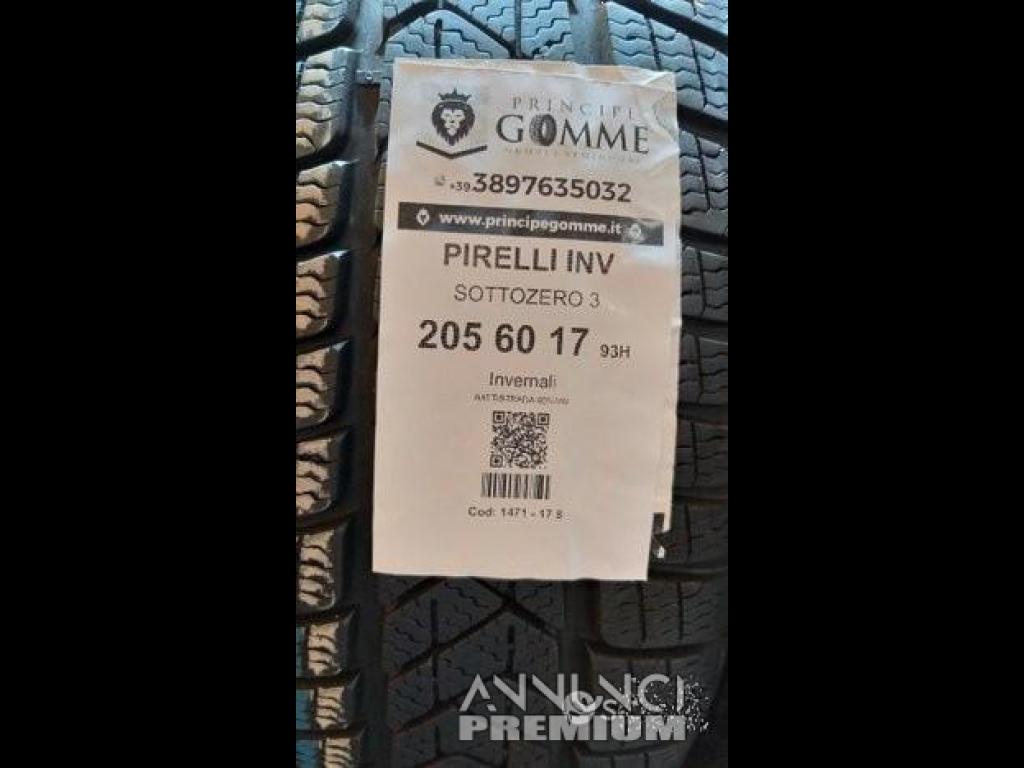 PRINCIPE
GOMME
+39 3897635032
www.principegomme.it
PIRELLI INV
SOTTOZERO 3
205 60 17 93H
Invernali
Cod: 1471 - 17 S
ANNUNCI
PREMIUM